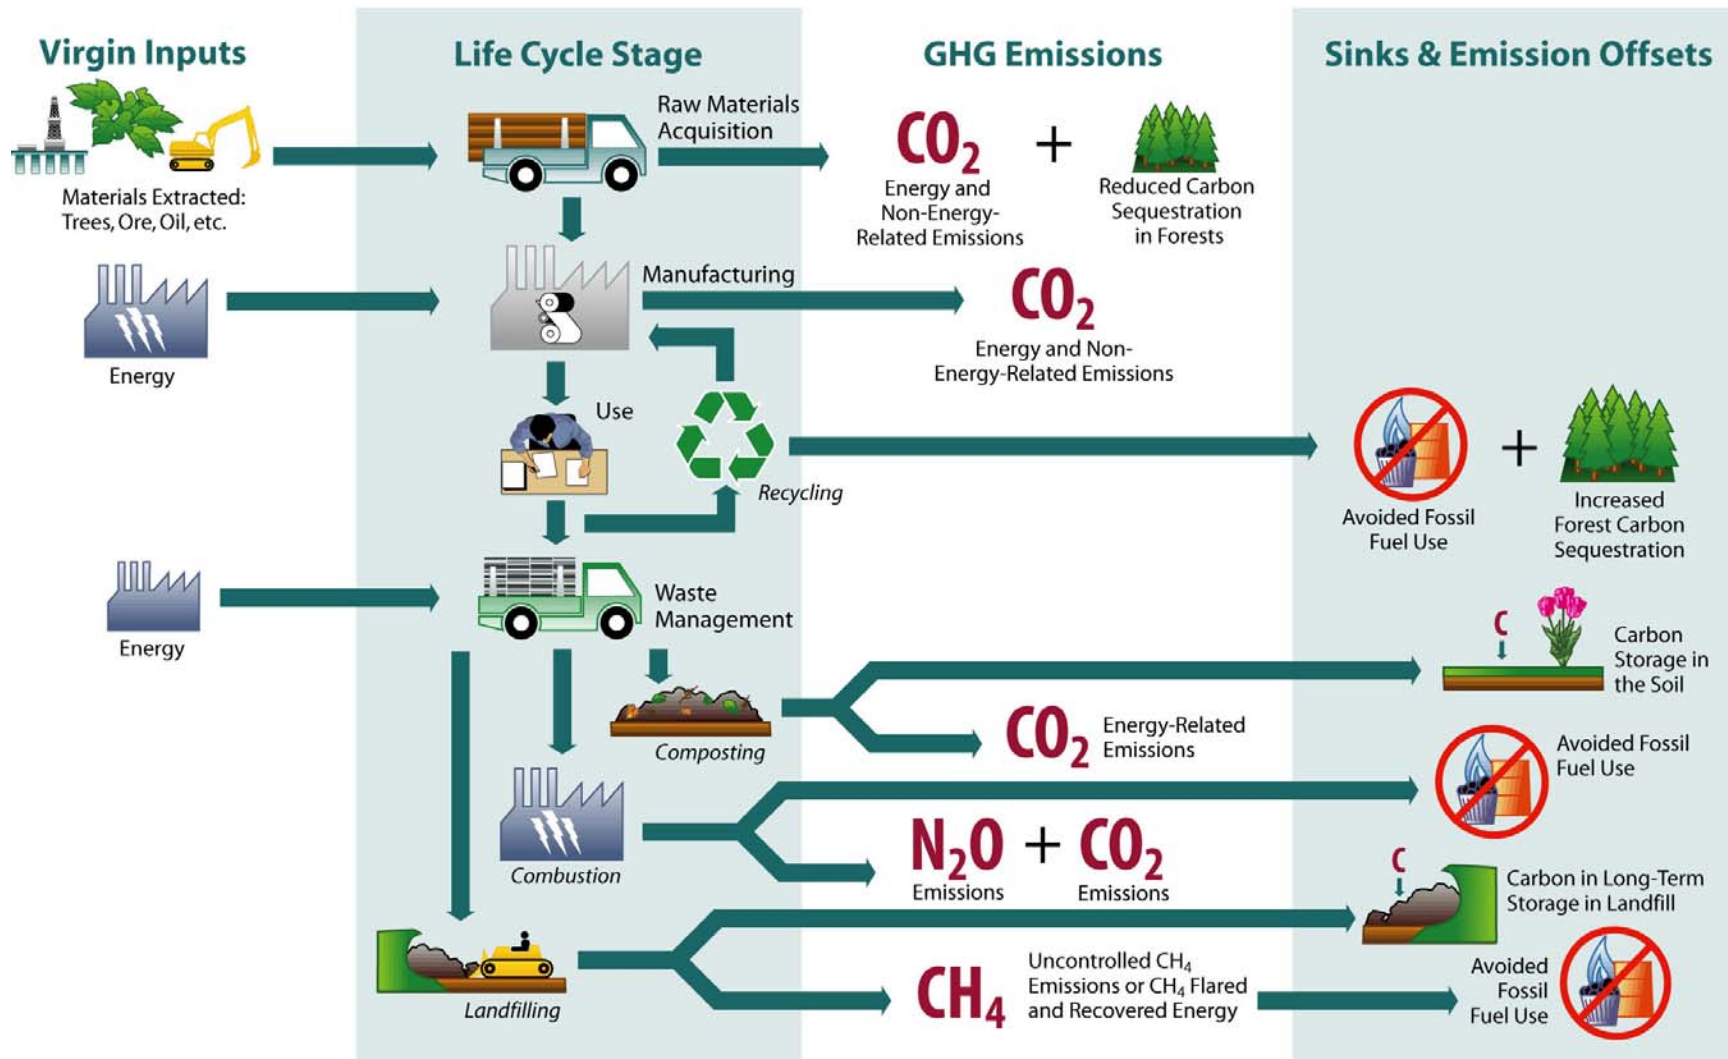 Virgin Inputs
Life Cycle Stage
GHG Emissions
Sinks & Emission Offsets
Materials Extracted:
Trees, Ore, Oil, etc.
Raw Materials
Acquisition
CO₂
Energy and
Non-Energy-
Related Emissions
+
Reduced Carbon
Sequestration
in Forests
Energy
Manufacturing
CO₂
Energy and Non-
Energy-Related Emissions
Use
Recycling
Avoided Fossil
Fuel Use
+
Increased
Forest Carbon
Sequestration
Energy
Waste
Management
C
Carbon
Storage in
the Soil
Composting
CO₂
Energy-Related
Emissions
Avoided Fossil
Fuel Use
Combustion
N₂O + CO₂
Emissions
Emissions
C
Carbon in Long-Term
Storage in Landfill
Landfilling
CH₄
Uncontrolled CH₄
Emissions or CH₄ Flared
and Recovered Energy
Avoided
Fossil
Fuel Use